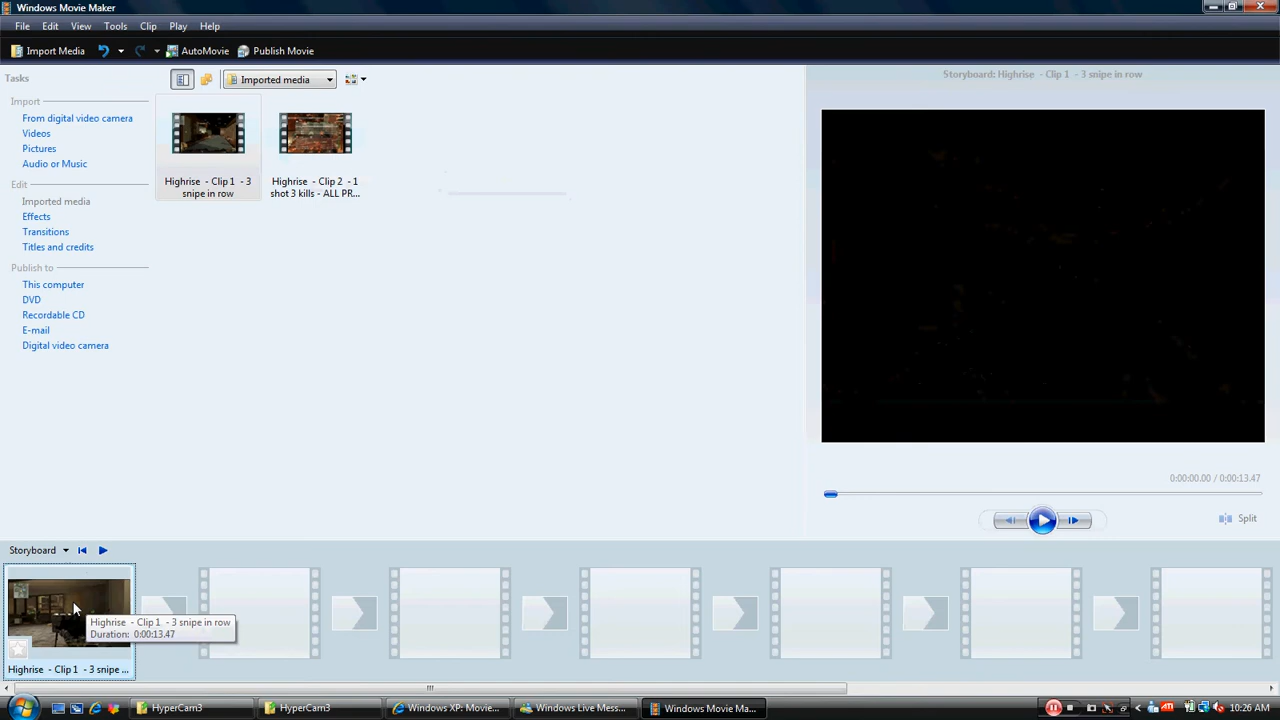 Windows Movie Maker
File Edit View Tools Clip Play Help
Import Media AutoMovie Publish Movie
Tasks
Imported media
Storyboard: Highrise - Clip 1 - 3 snipe in row
Import
From digital video camera
Videos
Pictures
Audio or Music
Edit
Imported media
Effects
Transitions
Titles and credits
Publish to
This computer
DVD
Recordable CD
E-mail
Digital video camera
Highrise - Clip 1 - 3
snipe in row
Highrise - Clip 2 - 1
shot 3 kills - ALL PR...
0:00:00.00 / 0:00:13.47
Split
Storyboard
Highrise - Clip 1 - 3 snipe in row
Duration: 0:00:13.47
Highrise - Clip 1 - 3 snipe ...
HyperCam3
HyperCam3
Windows XP: Movie...
Windows Live Mess...
Windows Movie Ma...
10:26 AM